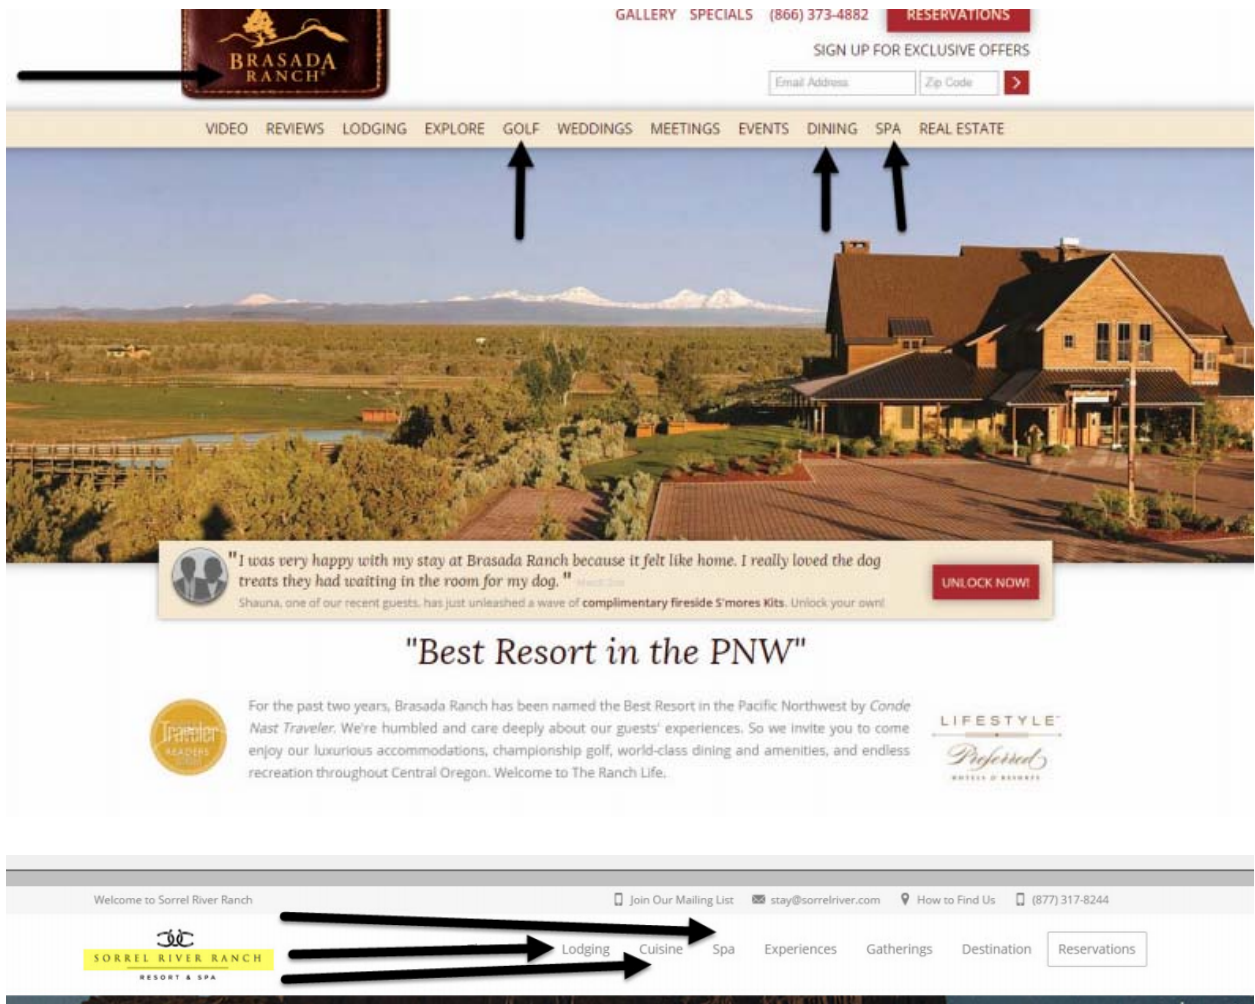 GALLERY SPECIALS (866) 373-4882 RESERVATIONS
BRASADA
RANCH
SIGN UP FOR EXCLUSIVE OFFERS
Email Address Zip Code
VIDEO REVIEWS LODGING EXPLORE GOLF WEDDINGS MEETINGS EVENTS DINING SPA REAL ESTATE
"I was very happy with my stay at Brasada Ranch because it felt like home. I really loved the dog
treats they had waiting in the room for my dog."
Shauna, one of our recent guests, has just unleashed a wave of complimentary fireside S'mores Kits. Unlock your own!
UNLOCK NOW!
"Best Resort in the PNW"
For the past two years, Brasada Ranch has been named the Best Resort in the Pacific Northwest by Conde
Nast Traveler. We're humbled and care deeply about our guests' experiences. So we invite you to come
enjoy our luxurious accommodations, championship golf, world-class dining and amenities, and endless
recreation throughout Central Oregon. Welcome to The Ranch Life.
Traveler
READERS'
LIFESTYLE
Preferred
HOTELS & RESORTS
Welcome to Sorrel River Ranch Join Our Mailing List stay@sorrelriver.com How to Find Us (877) 317-8244
SORREL RIVER RANCH
RESORT & SPA
Lodging Cuisine Spa Experiences Gatherings Destination Reservations